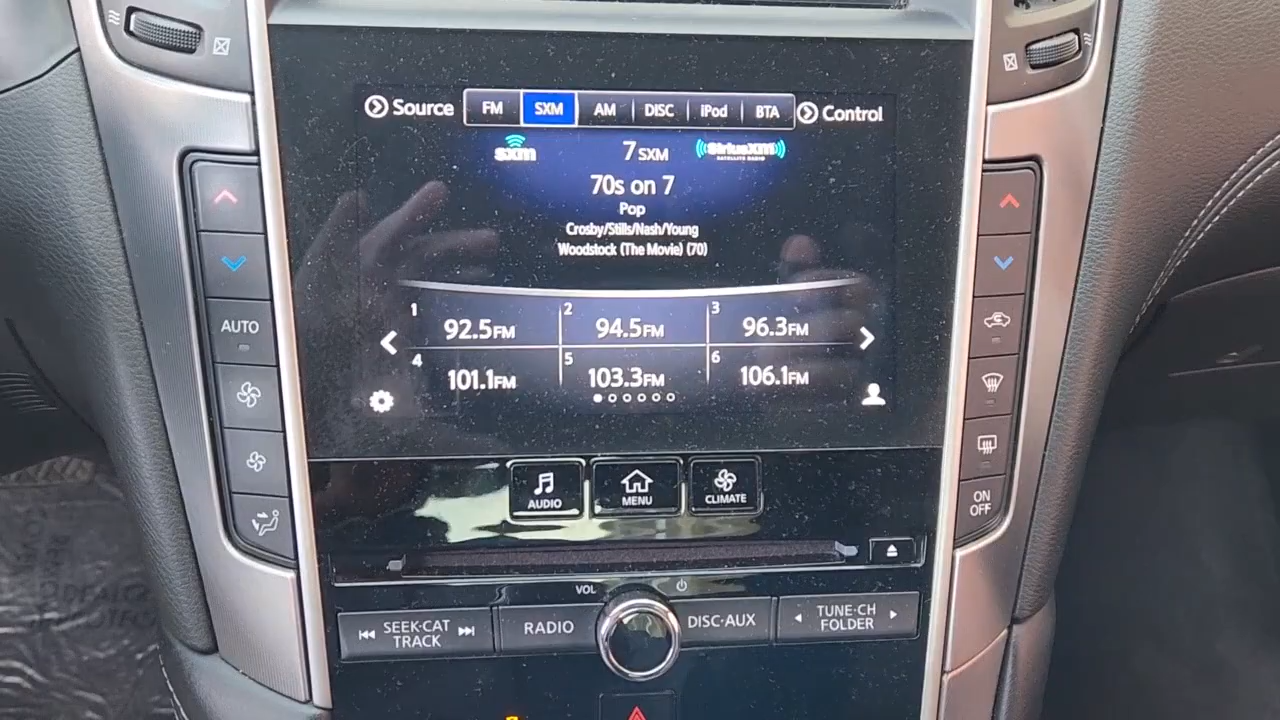 Source FM SXM AM DISC iPod BTA Control
sxm 7 SXM SiriusXM
SATELLITE RADIO
70s on 7
Pop
Crosby/Stills/Nash/Young
Woodstock (The Movie) (70)
1 92.5FM 2 94.5FM 3 96.3FM
4 101.1FM 5 103.3FM 6 106.1FM
AUTO
ON
OFF
AUDIO MENU CLIMATE
VOL
SEEK·CAT
TRACK
RADIO
DISC·AUX
TUNE·CH
FOLDER